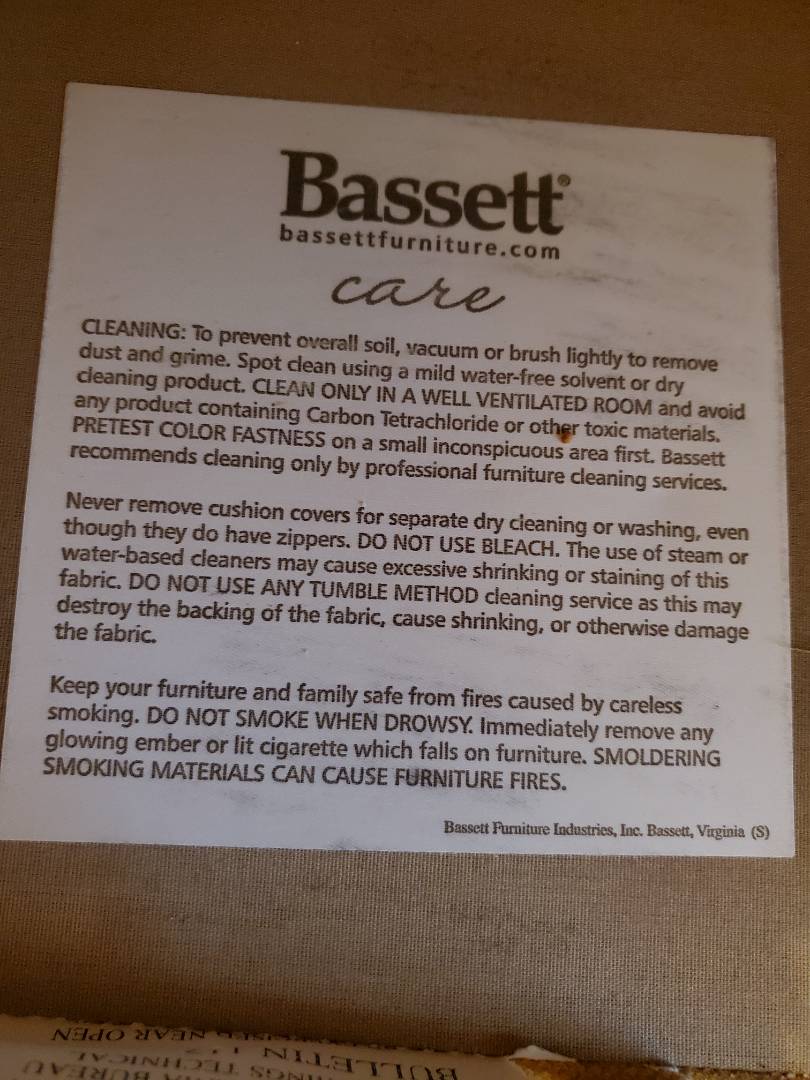 Bassett®
bassettfurniture.com
care
CLEANING: To prevent overall soil, vacuum or brush lightly to remove
dust and grime. Spot clean using a mild water-free solvent or dry
cleaning product. CLEAN ONLY IN A WELL VENTILATED ROOM and avoid
any product containing Carbon Tetrachloride or other toxic materials.
PRETEST COLOR FASTNESS on a small inconspicuous area first. Bassett
recommends cleaning only by professional furniture cleaning services.
Never remove cushion covers for separate dry cleaning or washing, even
though they do have zippers. DO NOT USE BLEACH. The use of steam or
water-based cleaners may cause excessive shrinking or staining of this
fabric. DO NOT USE ANY TUMBLE METHOD cleaning service as this may
destroy the backing of the fabric, cause shrinking, or otherwise damage
the fabric.
Keep your furniture and family safe from fires caused by careless
smoking. DO NOT SMOKE WHEN DROWSY. Immediately remove any
glowing ember or lit cigarette which falls on furniture. SMOLDERING
SMOKING MATERIALS CAN CAUSE FURNITURE FIRES.
Bassett Furniture Industries, Inc. Bassett, Virginia (S)
BUREAU
TECHNICAL
BULLETIN
NEAR OPEN